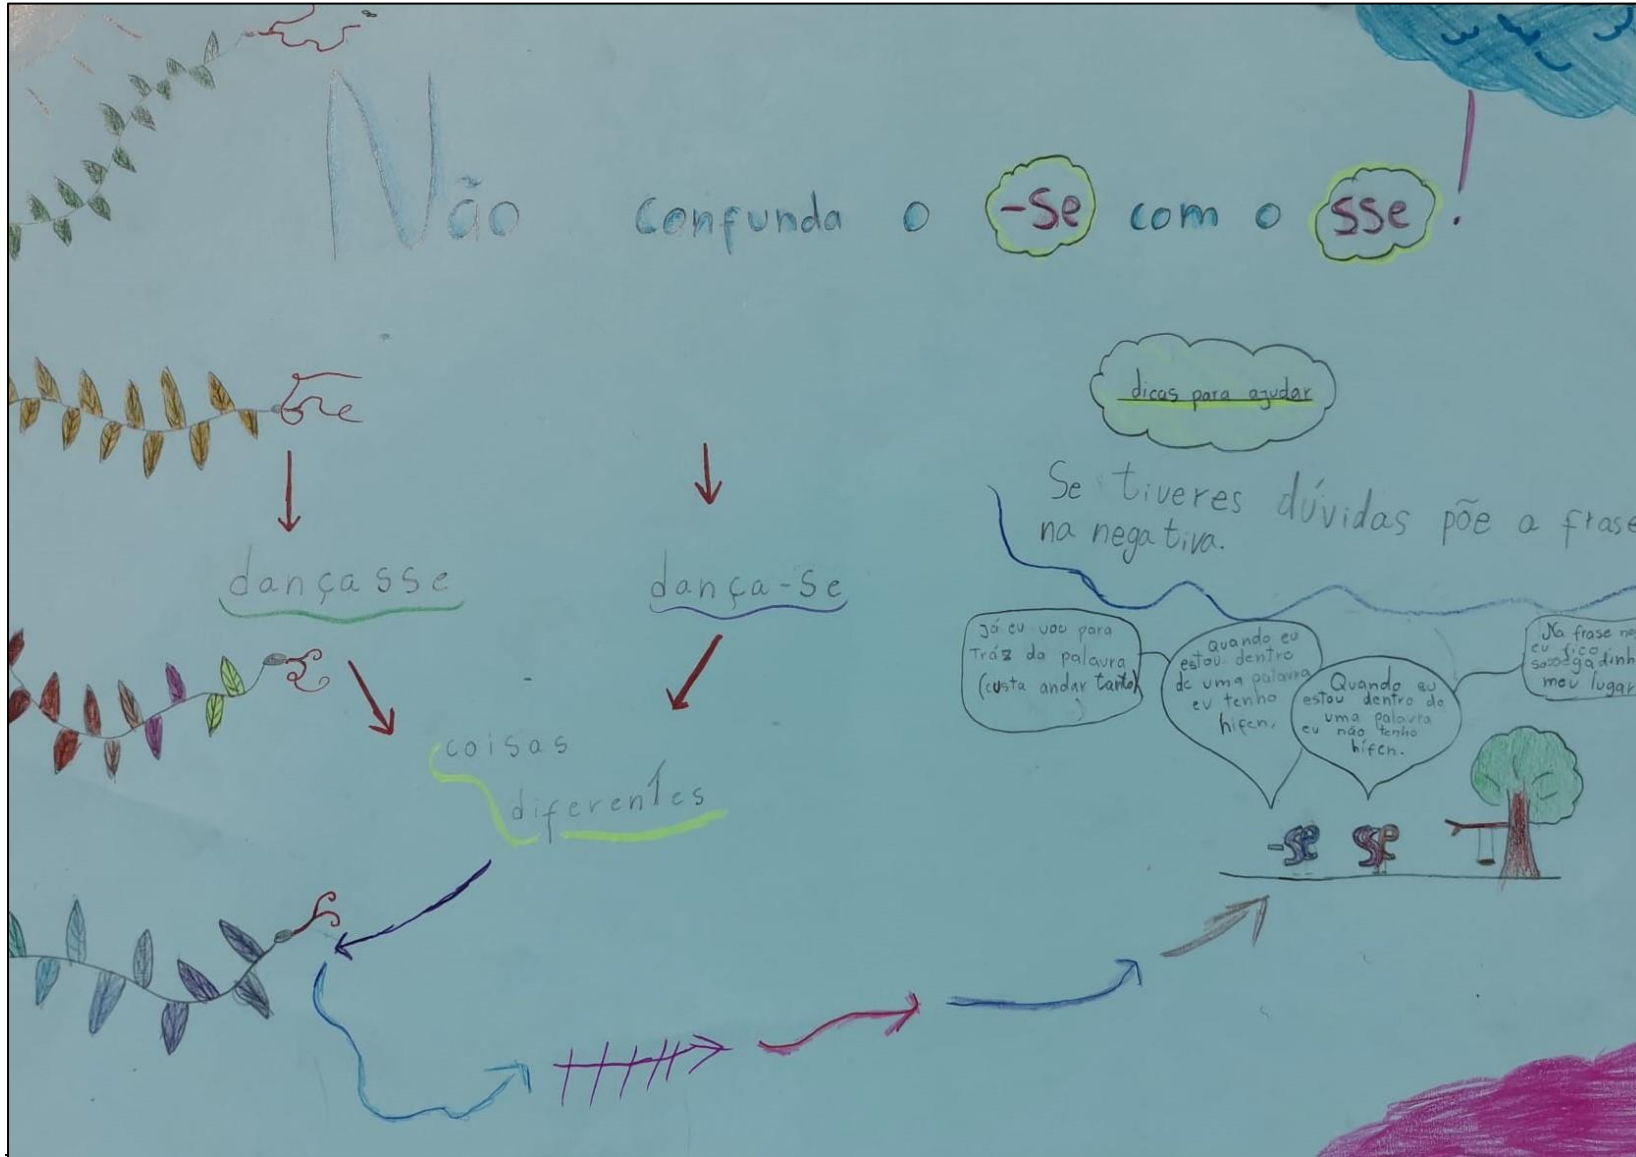 Não confunda o -se com o sse!
dicas para ajudar
Se tiveres dúvidas põe a frase
na negativa.
dançasse
dança-se
coisas
diferentes
Já eu vou para
tráz da palavra
(custa andar tanto)
Quando eu
estou dentro
de uma palavra
eu tenho
hífen.
Quando eu
estou dentro de
uma palavra
eu não tenho
hífen.
Na frase neg
eu fico
meu lugar
-se
se